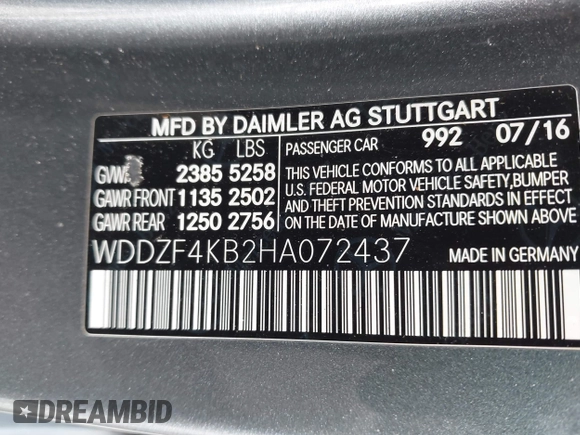 MFD BY DAIMLER AG STUTTGART
KG LBS PASSENGER CAR 992 07/16
2385 5258
GAWR FRONT 1135 2502
GAWR REAR 1250 2756
THIS VEHICLE CONFORMS TO ALL APPLICABLE
U.S. FEDERAL MOTOR VEHICLE SAFETY, BUMPER
AND THEFT PREVENTION STANDARDS IN EFFECT
ON THE DATE OF MANUFACTURE SHOWN ABOVE
WDDZF4KB2HA072437
MADE IN GERMANY
DREAMBID